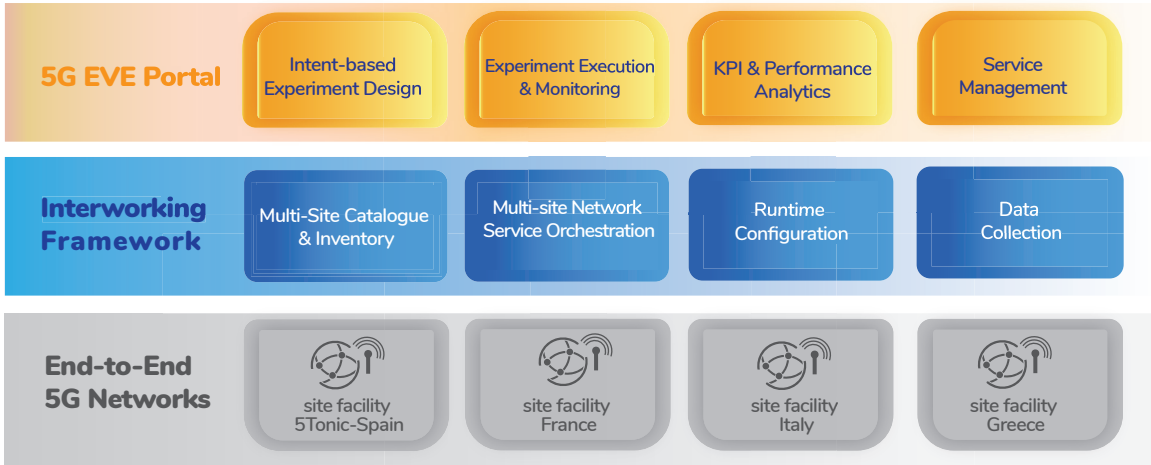 5G EVE Portal
Intent-based
Experiment Design
Experiment Execution
& Monitoring
KPI & Performance
Analytics
Service
Management
Interworking
Framework
Multi-Site Catalogue
& Inventory
Multi-site Network
Service Orchestration
Runtime
Configuration
Data
Collection
End-to-End
5G Networks
site facility
5Tonic-Spain
site facility
France
site facility
Italy
site facility
Greece